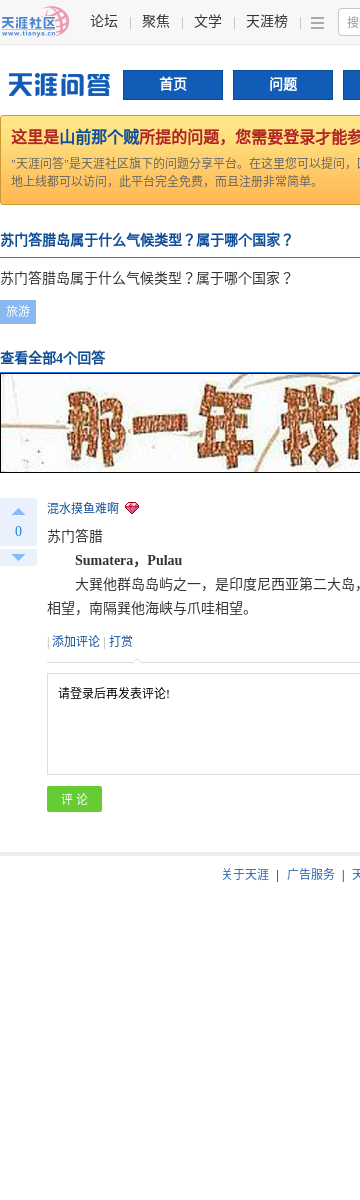 天涯社区
www.tianya.cn
论坛 | 聚焦 | 文学 | 天涯榜 |
搜
天涯问答
首页
问题
这里是山前那个贼所提的问题，您需要登录才能参
"天涯问答"是天涯社区旗下的问题分享平台。在这里您可以提问，
地上线都可以访问，此平台完全免费，而且注册非常简单。
苏门答腊岛属于什么气候类型？属于哪个国家？
苏门答腊岛属于什么气候类型？属于哪个国家？
旅游
查看全部4个回答
那一年我
混水摸鱼难啊
0
苏门答腊
Sumatera，Pulau
大巽他群岛岛屿之一，是印度尼西亚第二大岛，
相望，南隔巽他海峡与爪哇相望。
| 添加评论 | 打赏
请登录后再发表评论!
评 论
关于天涯 | 广告服务 | 天